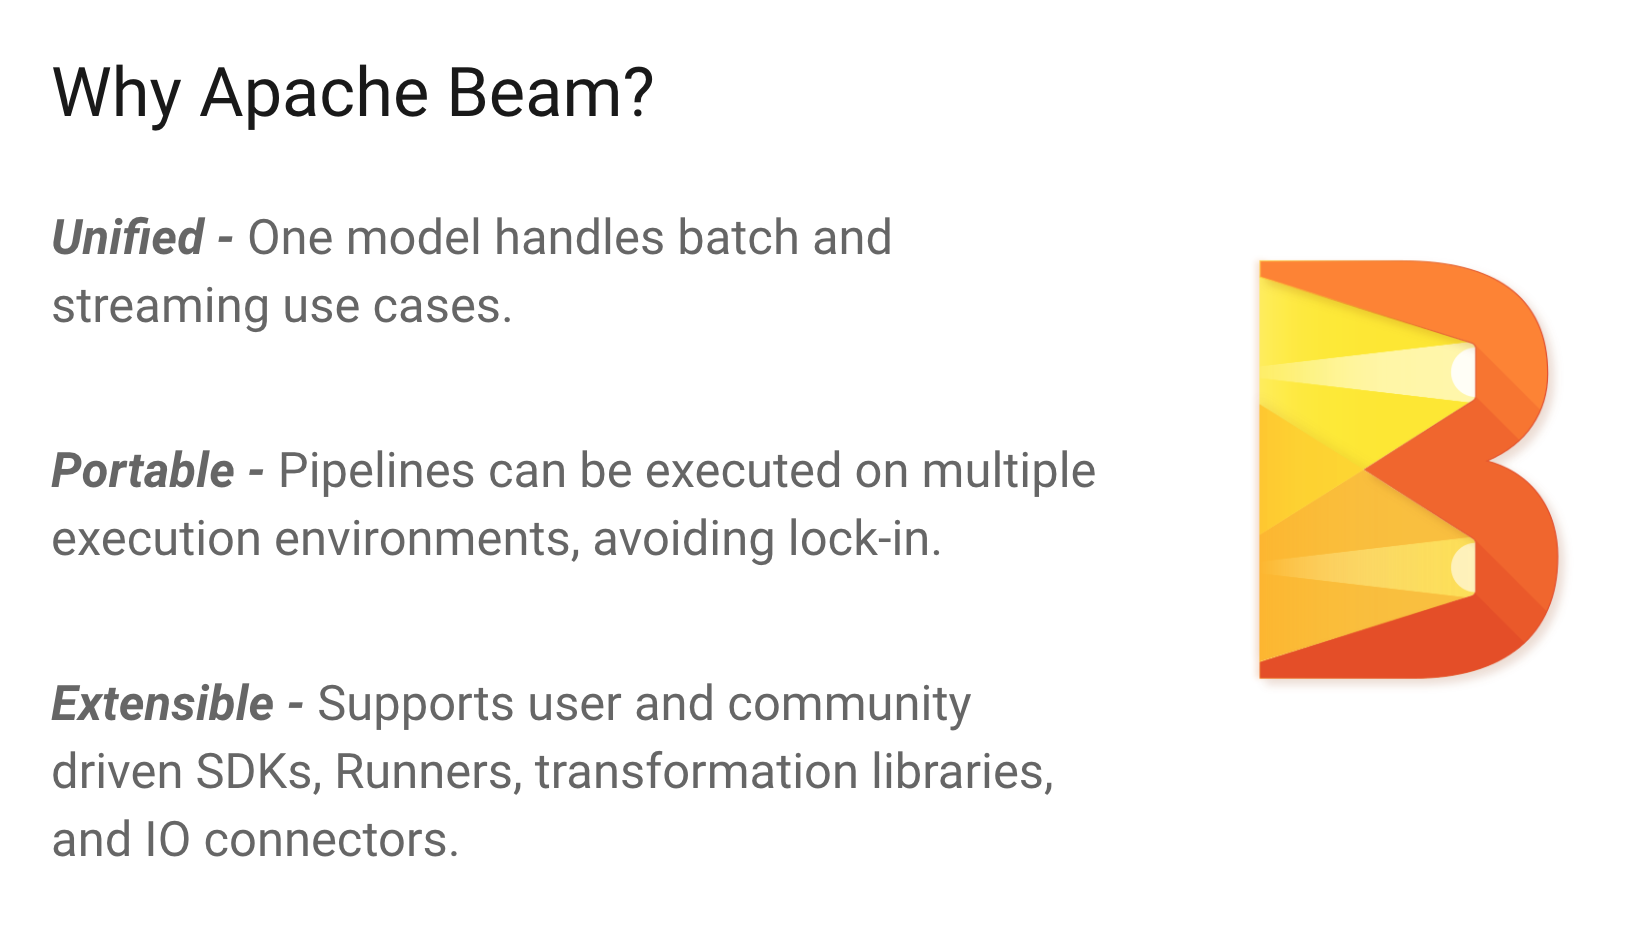 Why Apache Beam?
Unified - One model handles batch and
streaming use cases.
Portable - Pipelines can be executed on multiple
execution environments, avoiding lock-in.
Extensible - Supports user and community
driven SDKs, Runners, transformation libraries,
and IO connectors.